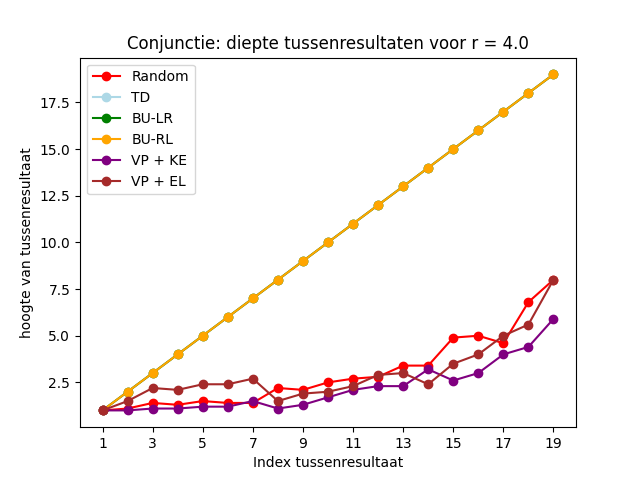 Conjunctie: diepte tussenresultaten voor r = 4.0
hoogte van tussenresultaat
17.5
15.0
12.5
10.0
7.5
5.0
2.5
Random
TD
BU-LR
BU-RL
VP + KE
VP + EL
1 3 5 7 9 11 13 15 17 19
Index tussenresultaat